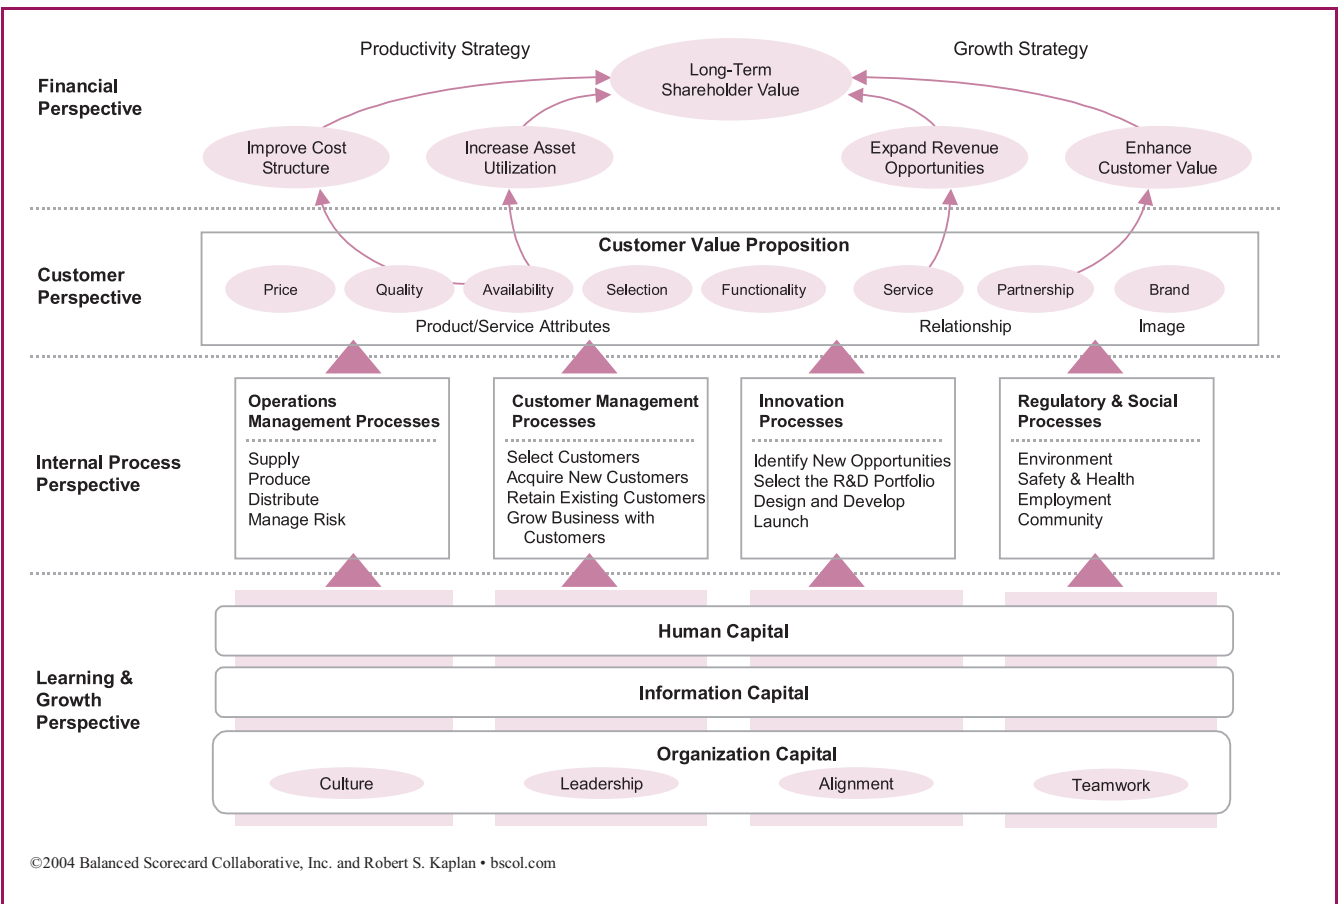 Productivity Strategy
Growth Strategy
Long-Term
Shareholder Value
Financial
Perspective
Improve Cost
Structure
Increase Asset
Utilization
Expand Revenue
Opportunities
Enhance
Customer Value
Customer Value Proposition
Customer
Perspective
Price
Quality
Availability
Selection
Functionality
Service
Partnership
Brand
Product/Service Attributes
Relationship
Image
Internal Process
Perspective
Operations
Management Processes
Supply
Produce
Distribute
Manage Risk
Customer Management
Processes
Select Customers
Acquire New Customers
Retain Existing Customers
Grow Business with
Customers
Innovation
Processes
Identify New Opportunities
Select the R&D Portfolio
Design and Develop
Launch
Regulatory & Social
Processes
Environment
Safety & Health
Employment
Community
Learning &
Growth
Perspective
Human Capital
Information Capital
Organization Capital
Culture
Leadership
Alignment
Teamwork
©2004 Balanced Scorecard Collaborative, Inc. and Robert S. Kaplan • bscol.com